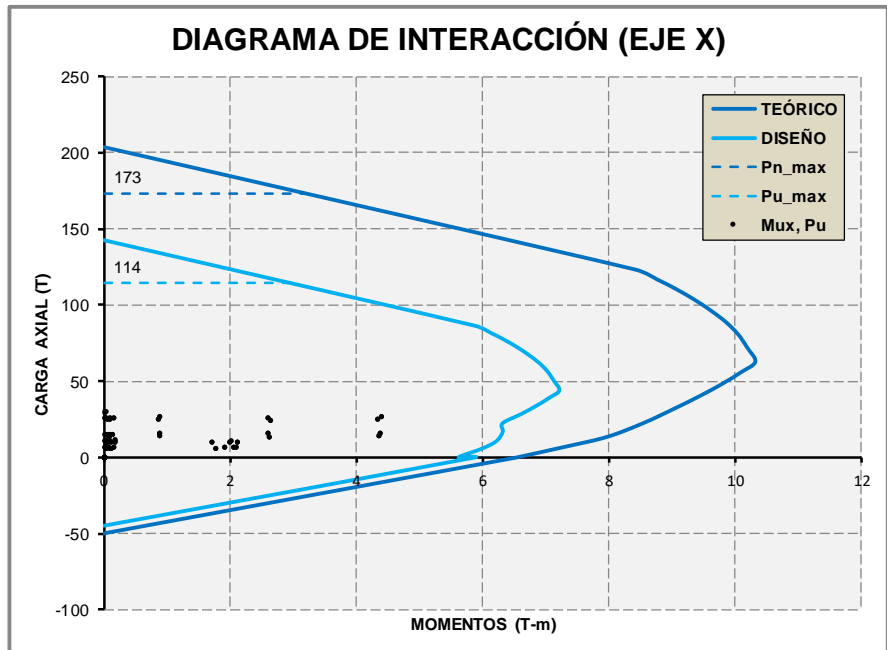 DIAGRAMA DE INTERACCIÓN (EJE X)
250
200
150
100
50
0
-50
-100
CARGA AXIAL (T)
173
114
TEÓRICO
DISEÑO
Pn_max
Pu_max
Mux, Pu
0
2
4
6
8
10
12
MOMENTOS (T-m)